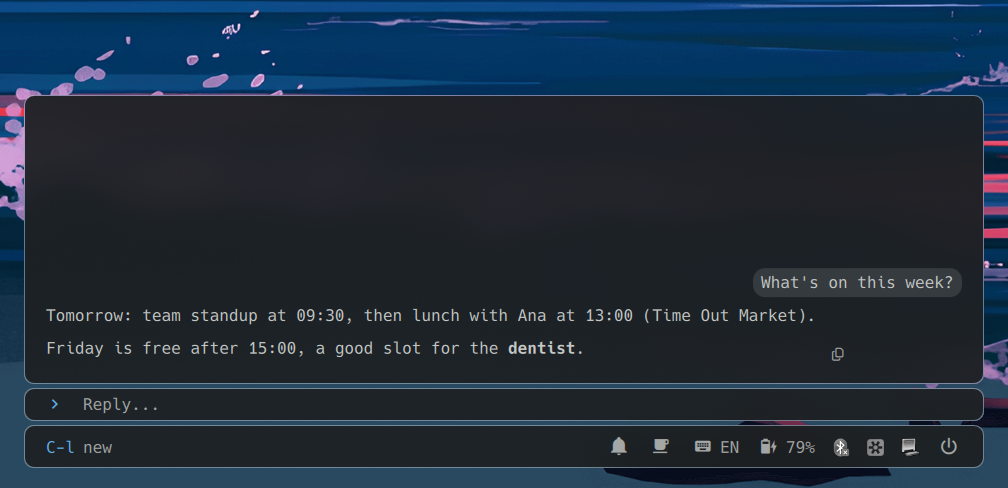 What's on this week?
Tomorrow: team standup at 09:30, then lunch with Ana at 13:00 (Time Out Market).
Friday is free after 15:00, a good slot for the dentist.
Reply...
C-l new
EN
79%